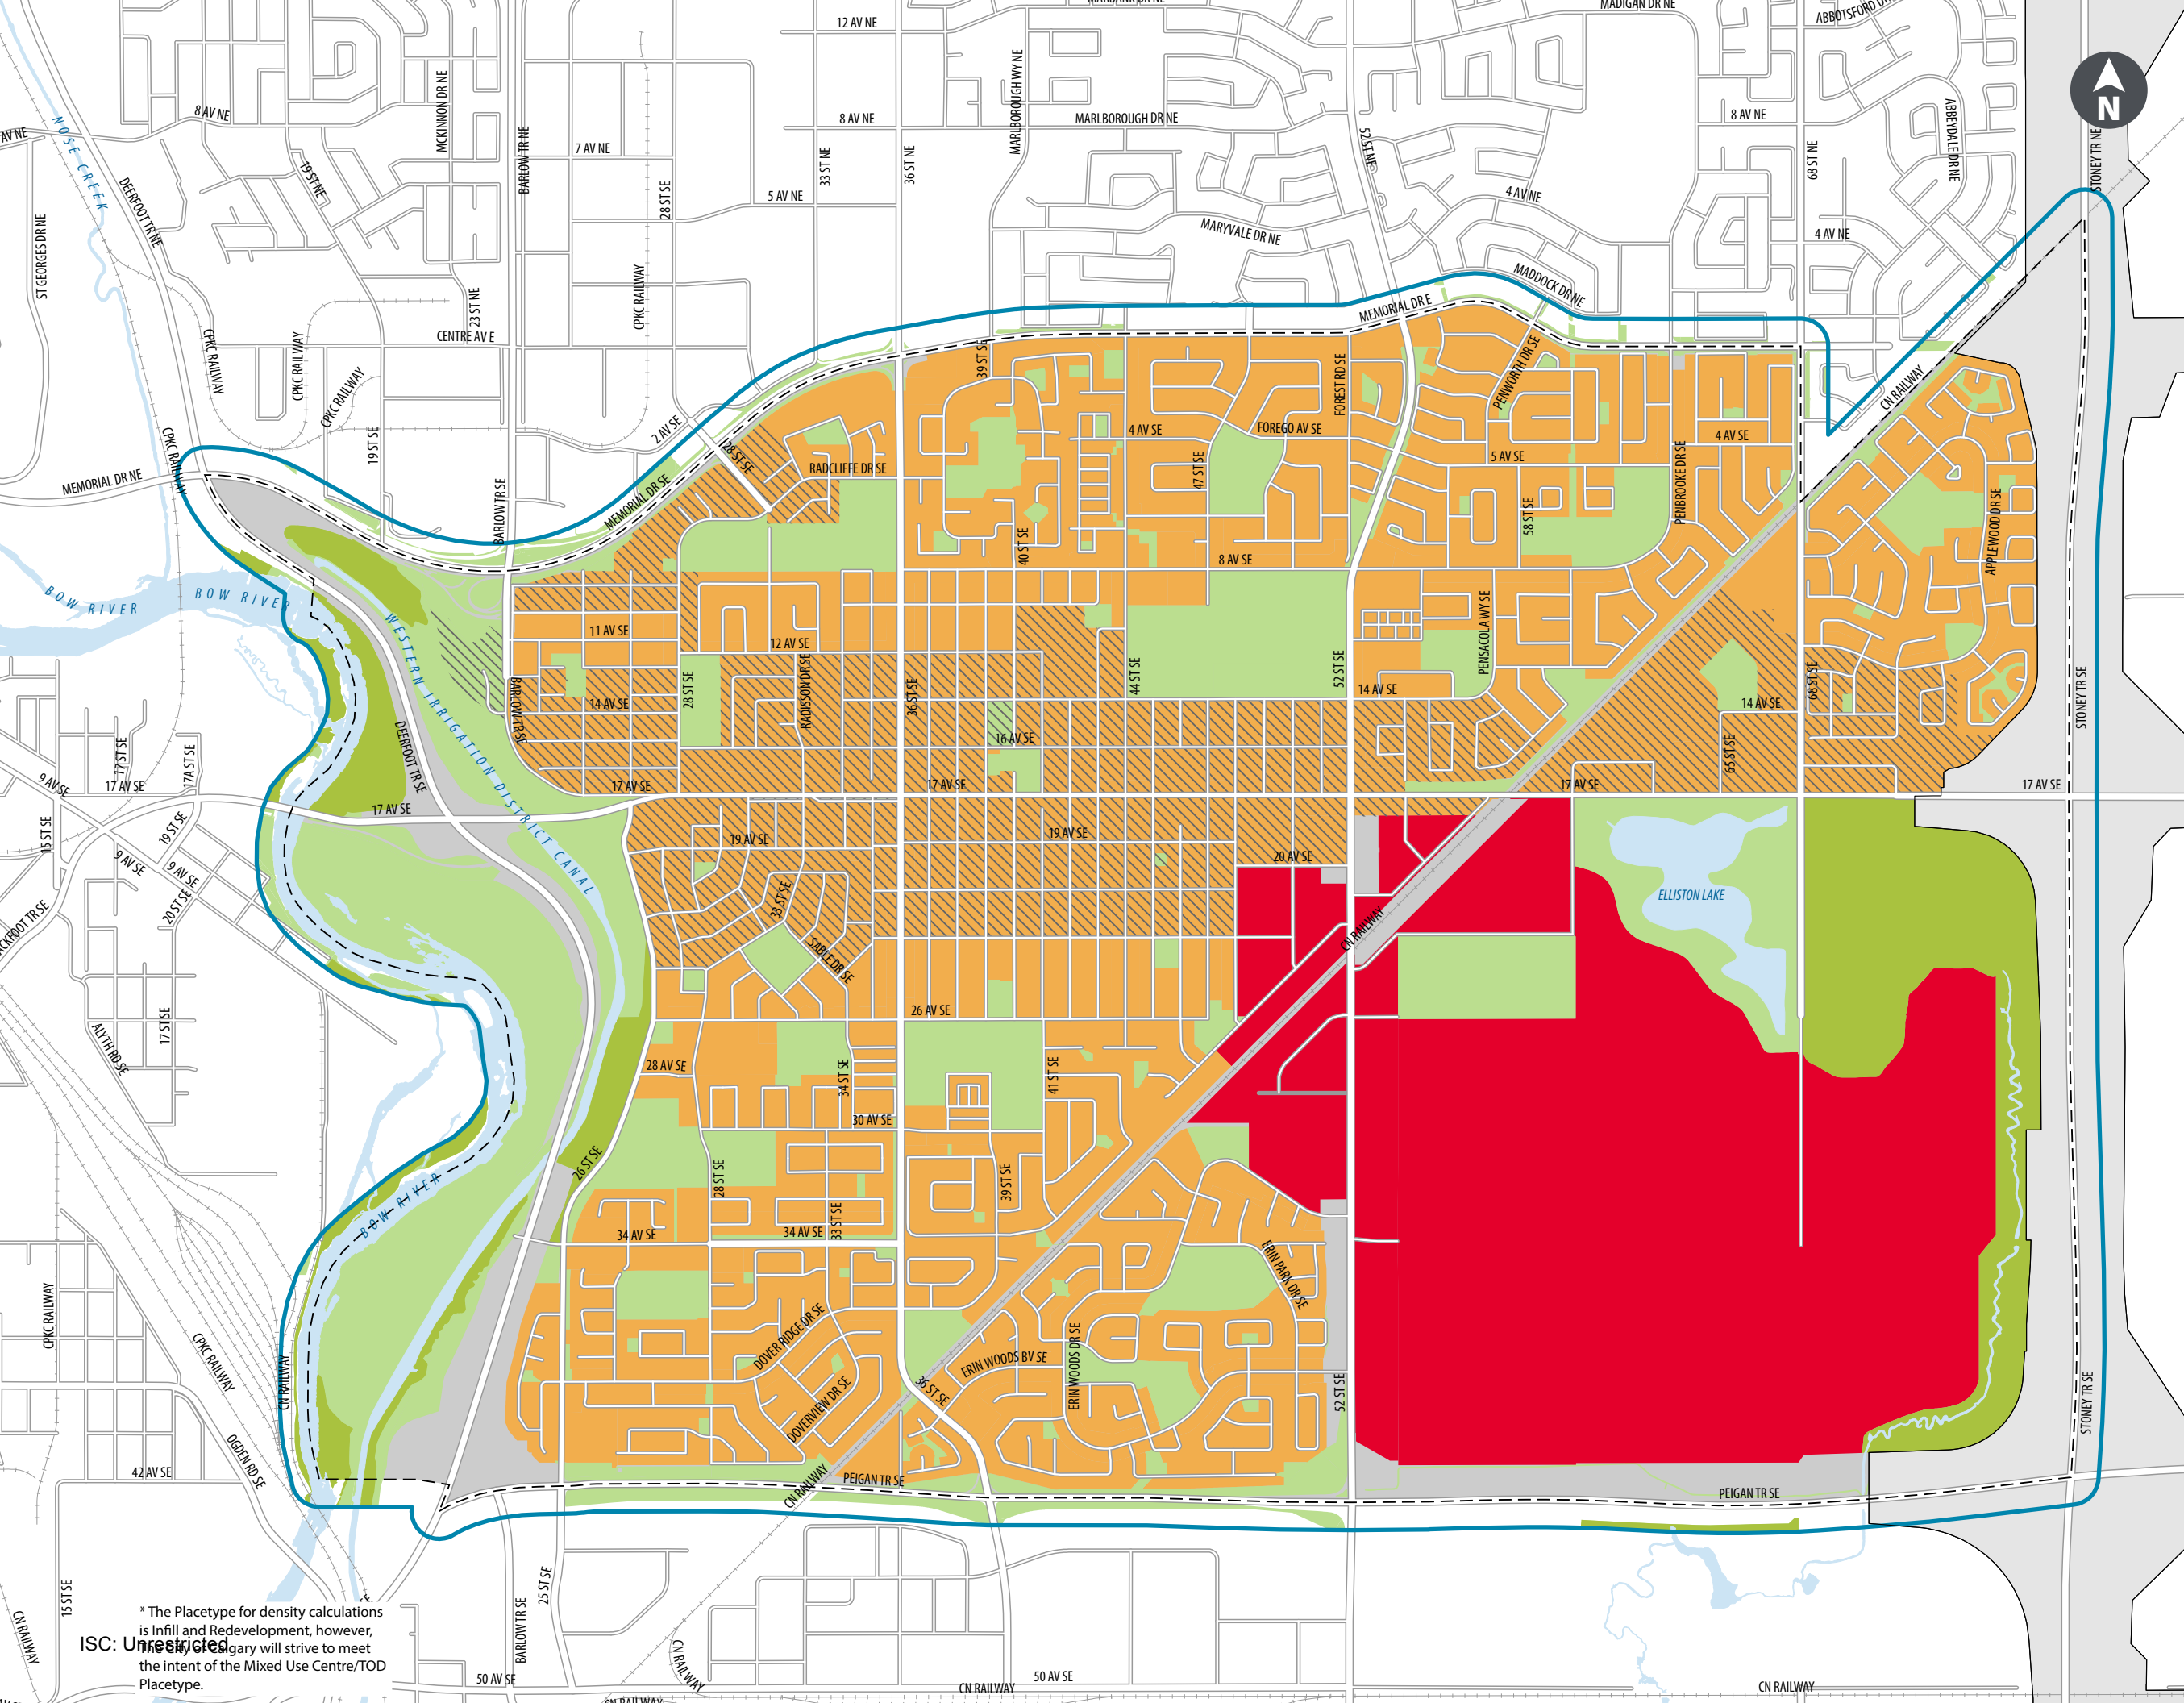 MADIGAN DR NE
ABBOTSFORD DR
12 AV NE
N
8 AV NE
MCKINNON DR NE
BARLOW TR NE
7 AV NE
28 ST SE
5 AV NE
33 ST NE
36 ST NE
8 AV NE
MARLBOROUGH WY NE
MARLBOROUGH DR NE
MARYVALE DR NE
52 ST NE
4 AV NE
8 AV NE
68 ST NE
4 AV NE
ABBEYDALE DR NE
STONEY TR NE
AV NE
NOSE CREEK
DEERFOOT TR NE
19 ST NE
ST GEORGES DR NE
CPKC RAILWAY
CPKC RAILWAY
CPKC RAILWAY
23 ST NE
CENTRE AV E
CPKC RAILWAY
MADDOCK DR NE
MEMORIAL DR E
39 ST SE
FOREST RD SE
PENWORTH DR SE
CN RAILWAY
19 ST SE
CPKC RAILWAY
MEMORIAL DR NE
2 AV SE
28 ST SE
MEMORIAL DR SE
BARLOW TR SE
RADCLIFFE DR SE
4 AV SE
FOREGO AV SE
47 ST SE
5 AV SE
4 AV SE
PENBROOKE DR SE
58 ST SE
APPLEWOOD DR SE
40 ST SE
8 AV SE
BOW RIVER
BOW RIVER
WESTERN IRRIGATION DISTRICT CANAL
11 AV SE
12 AV SE
RADISSON DR SE
28 ST SE
14 AV SE
BARLOW TR SE
36 ST SE
44 ST SE
52 ST SE
PENSACOLA WY SE
14 AV SE
68 ST SE
14 AV SE
65 ST SE
STONEY TR SE
16 AV SE
17 AV SE
17 AV SE
17 AV SE
17 AV SE
9 AV SE
17 AV SE
17 ST SE
17A ST SE
17 AV SE
DEERFOOT TR SE
15 ST SE
19 ST SE
9 AV SE
9 AV SE
20 ST SE
19 AV SE
19 AV SE
20 AV SE
33 ST SE
SABLE DR SE
CN RAILWAY
ELLISTON LAKE
26 AV SE
17 ST SE
ALYTH RD SE
28 AV SE
34 ST SE
41 ST SE
30 AV SE
26 ST SE
28 ST SE
39 ST SE
BOW RIVER
34 AV SE
34 AV SE
33 ST SE
ERIN PARK DR SE
DOVER RIDGE DR SE
ERIN WOODS BV SE
ERIN WOODS DR SE
DOVERVIEW DR SE
36 ST SE
52 ST SE
STONEY TR SE
CPKC RAILWAY
CPKC RAILWAY
CN RAILWAY
OGDEN RD SE
42 AV SE
CN RAILWAY
PEIGAN TR SE
PEIGAN TR SE
15 ST SE
CN RAILWAY
25 ST SE
BARLOW TR SE
50 AV SE
CN RAILWAY
50 AV SE
CN RAILWAY
CN RAILWAY
CN RAILWAY
* The Placetype for density calculations
is Infill and Redevelopment, however,
The City of Calgary will strive to meet
the intent of the Mixed Use Centre/TOD
Placetype.
ISC: Unrestricted